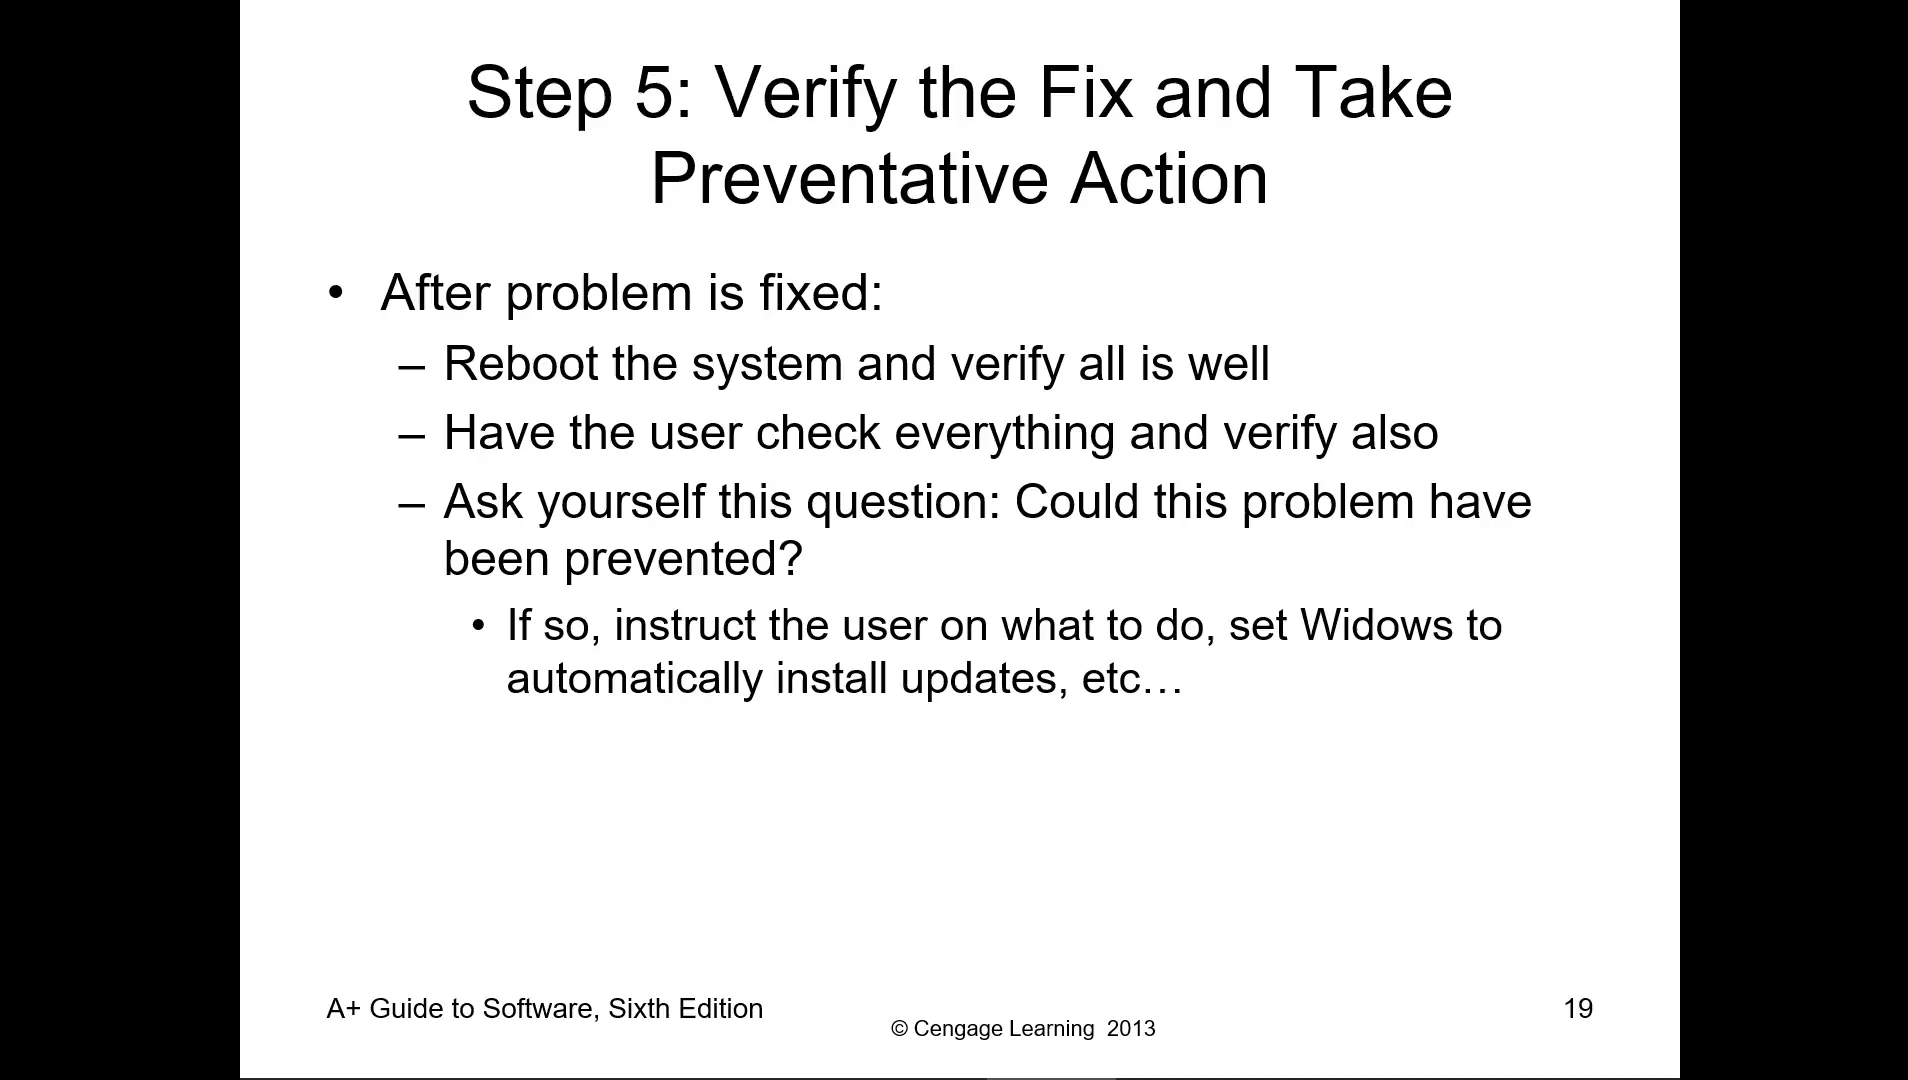 Step 5: Verify the Fix and Take
Preventative Action
• After problem is fixed:
– Reboot the system and verify all is well
– Have the user check everything and verify also
– Ask yourself this question: Could this problem have
been prevented?
• If so, instruct the user on what to do, set Widows to
automatically install updates, etc…
A+ Guide to Software, Sixth Edition
© Cengage Learning 2013
19